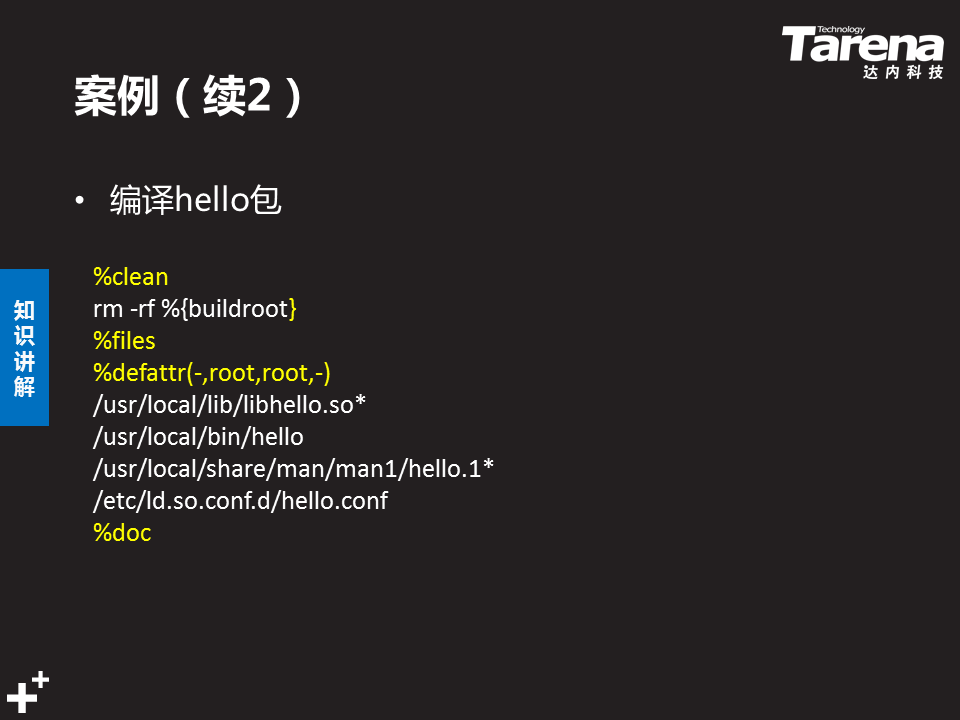 Technology
Tarena
达内科技
案例（续2）
• 编译hello包
%clean
rm -rf %{buildroot}
%files
%defattr(-,root,root,-)
/usr/local/lib/libhello.so*
/usr/local/bin/hello
/usr/local/share/man/man1/hello.1*
/etc/ld.so.conf.d/hello.conf
%doc
知识讲解